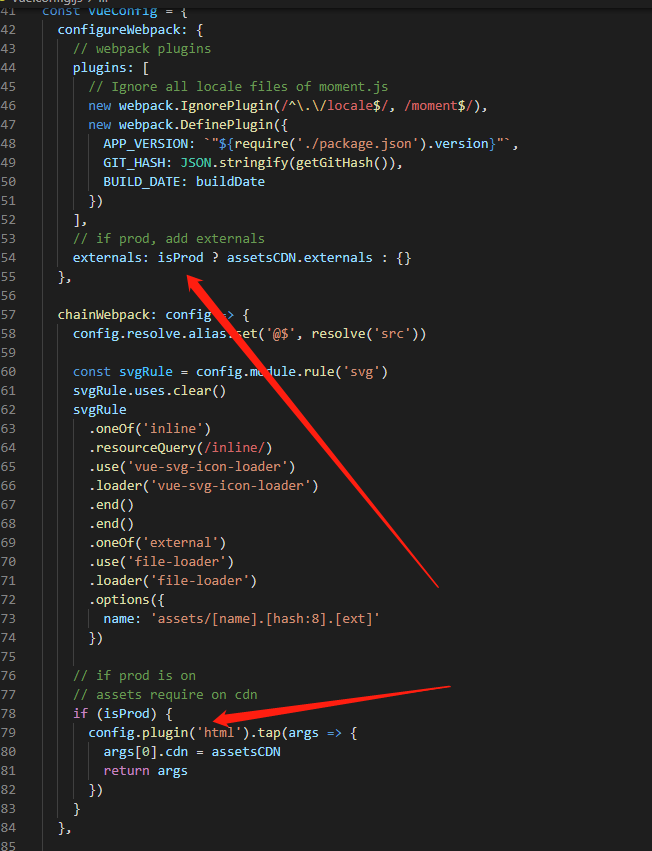 41 const vueConfig = {
42 configureWebpack: {
43 // webpack plugins
44 plugins: [
45 // Ignore all locale files of moment.js
46 new webpack.IgnorePlugin(/^\.\/locale$/, /moment$/),
47 new webpack.DefinePlugin({
48 APP_VERSION: `"${require('./package.json').version}"`,
49 GIT_HASH: JSON.stringify(getGitHash()),
50 BUILD_DATE: buildDate
51 })
52 ],
53 // if prod, add externals
54 externals: isProd ? assetsCDN.externals : {}
55 },
56
57 chainWebpack: config => {
58 config.resolve.alias.set('@$', resolve('src'))
59
60 const svgRule = config.module.rule('svg')
61 svgRule.uses.clear()
62 svgRule
63 .oneOf('inline')
64 .resourceQuery(/inline/)
65 .use('vue-svg-icon-loader')
66 .loader('vue-svg-icon-loader')
67 .end()
68 .end()
69 .oneOf('external')
70 .use('file-loader')
71 .loader('file-loader')
72 .options({
73 name: 'assets/[name].[hash:8].[ext]'
74 })
75
76 // if prod is on
77 // assets require on cdn
78 if (isProd) {
79 config.plugin('html').tap(args => {
80 args[0].cdn = assetsCDN
81 return args
82 })
83 }
84 },
85